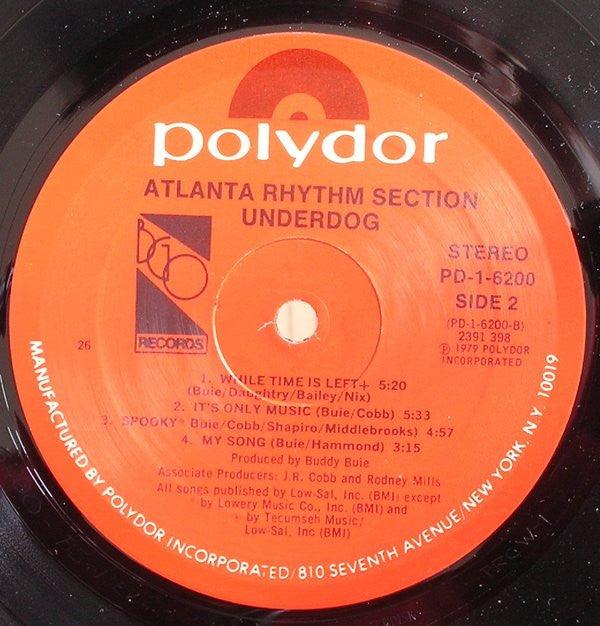 polydor
ATLANTA RHYTHM SECTION
UNDERDOG
BGO
RECORDS
STEREO
PD-1-6200
SIDE 2
(PD-1-6200-B)
2391 398
℗ 1979 POLYDOR
INCORPORATED
26
1. WHILE TIME IS LEFT+ 5:20
(Buie/Daughtry/Bailey/Nix)
2. IT'S ONLY MUSIC (Buie/Cobb) 5:33
3. SPOOKY* Buie/Cobb/Shapiro/Middlebrooks) 4:57
4. MY SONG (Buie/Hammond) 3:15
Produced by Buddy Buie
Associate Producers: J.R. Cobb and Rodney Mills
All songs published by Low-Sal, Inc. (BMI) except
* by Lowery Music Co., Inc (BMI) and
+ by Tecumseh Music/
Low-Sal, Inc (BMI)
MANUFACTURED BY POLYDOR INCORPORATED/810 SEVENTH AVENUE/NEW YORK, N.Y. 10019